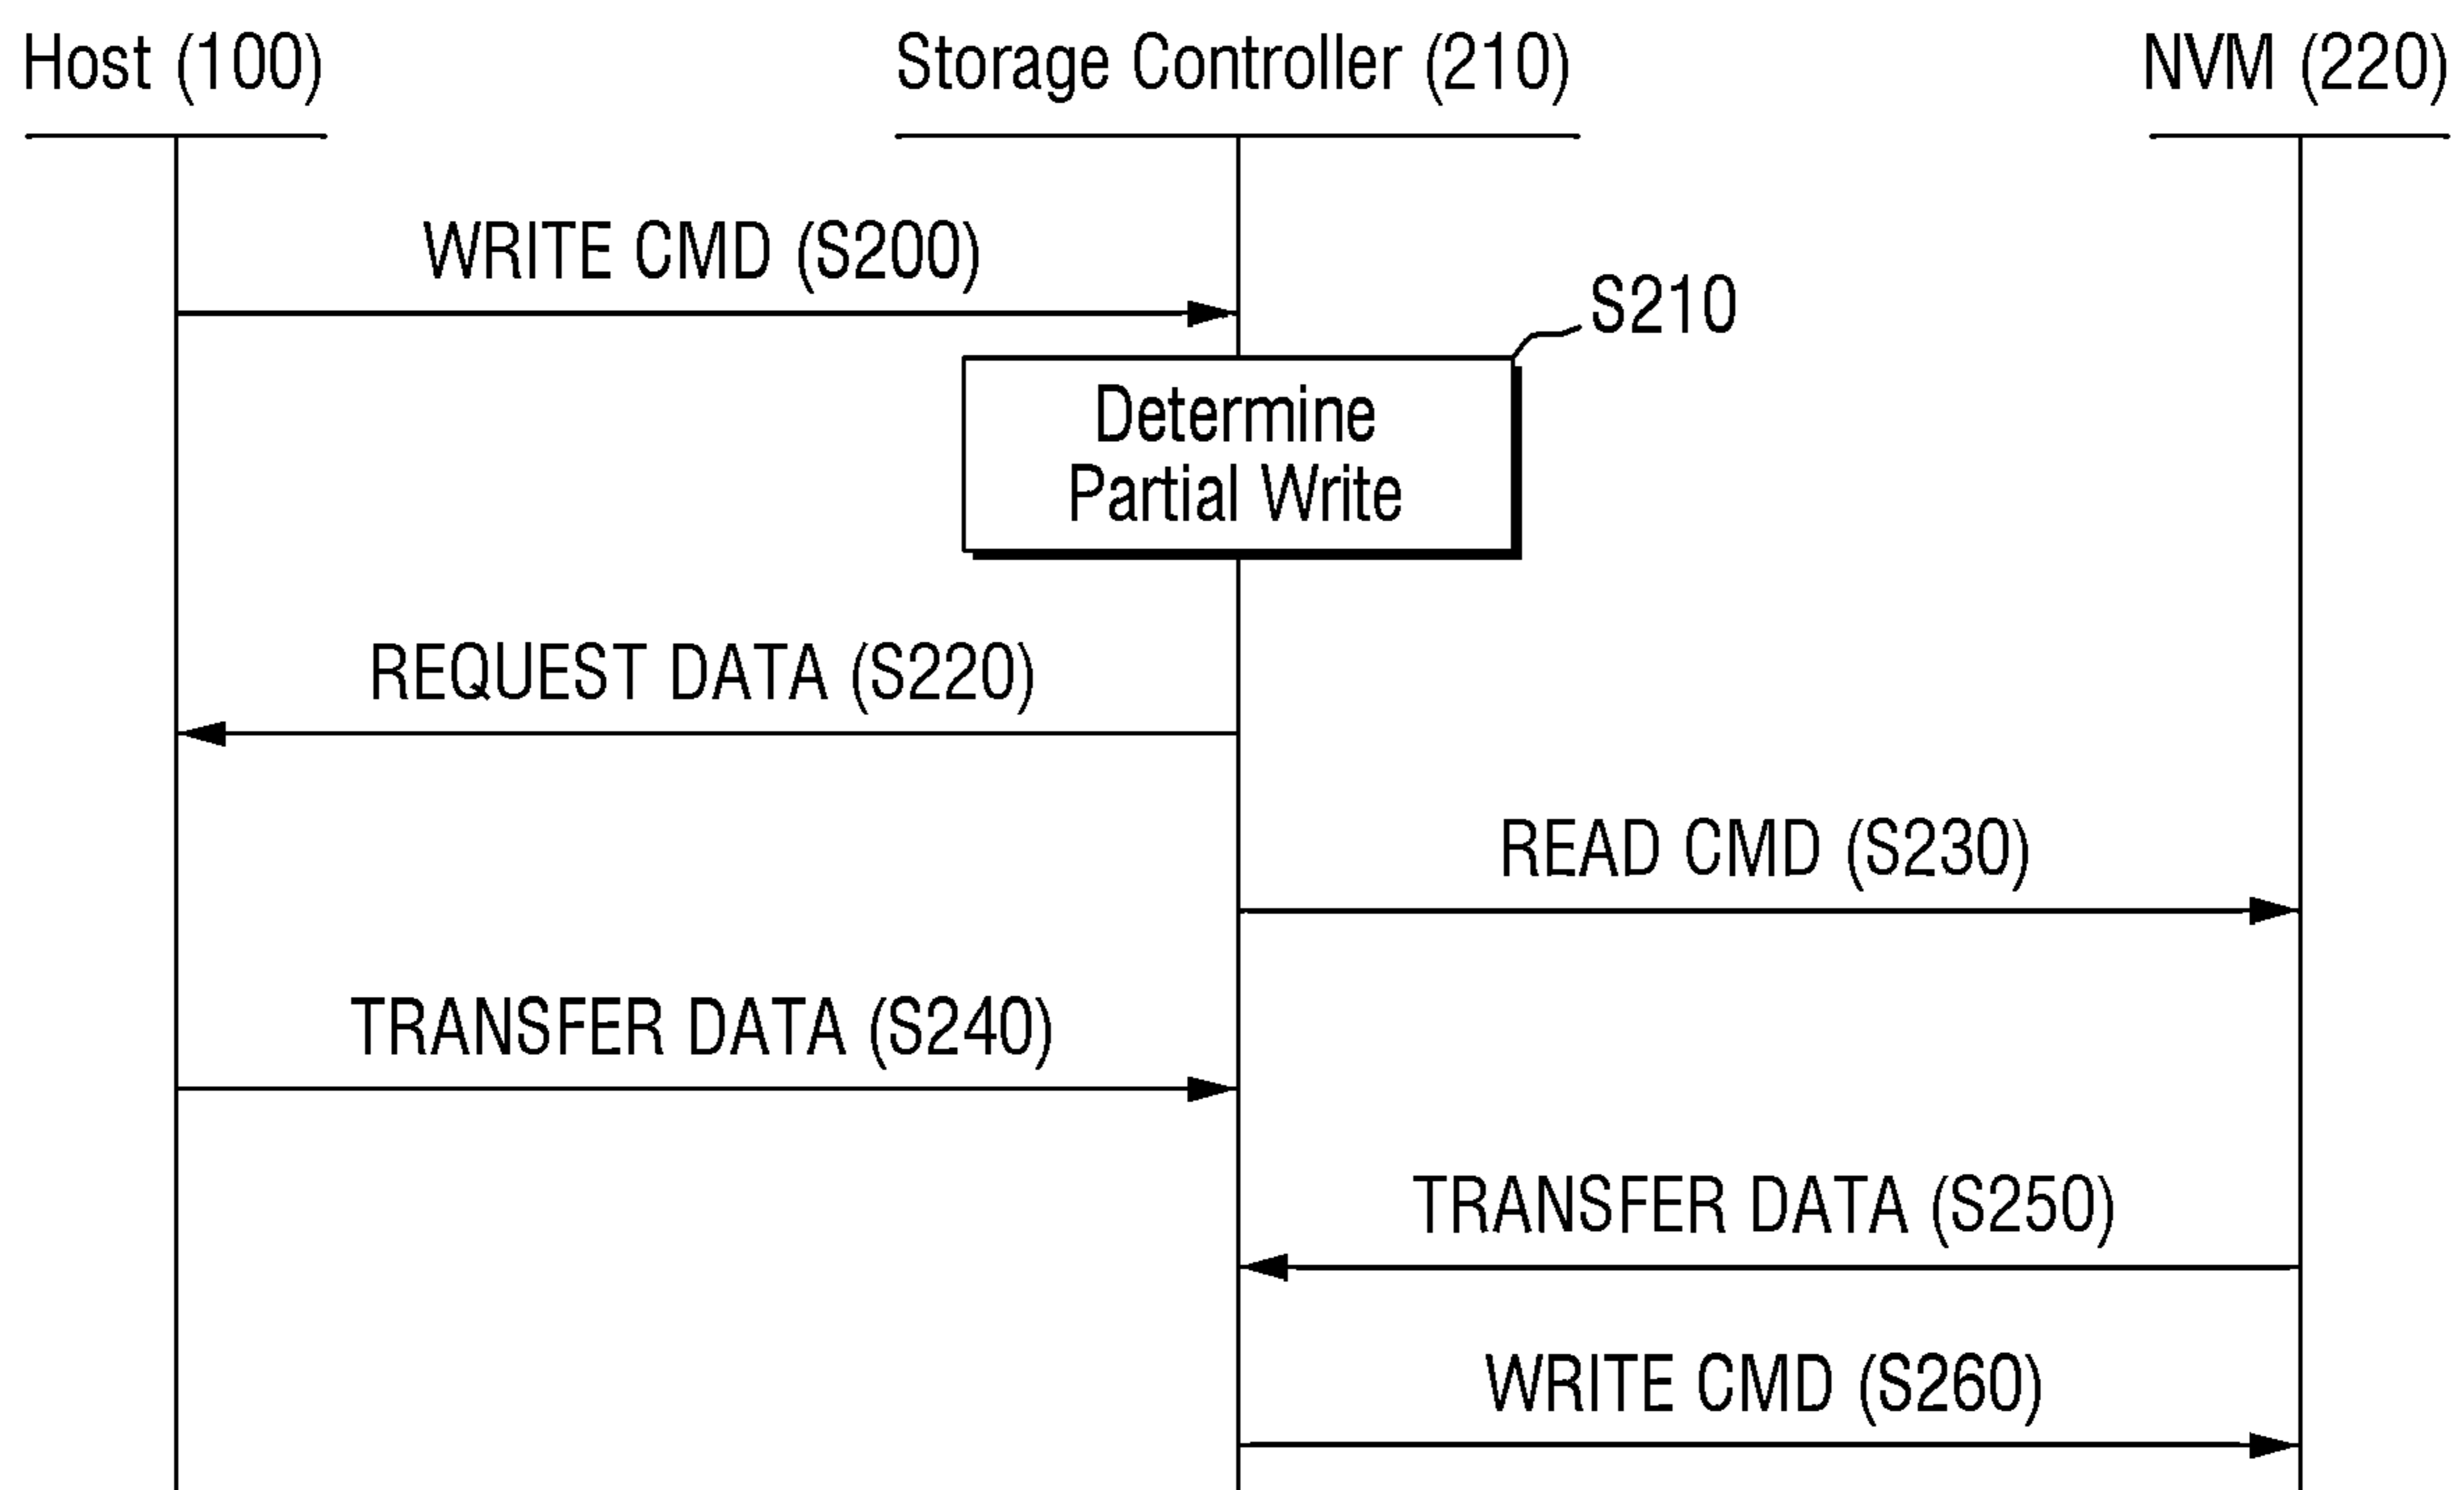 Host (100)
Storage Controller (210)
NVM (220)
WRITE CMD (S200)
S210
Determine
Partial Write
REQUEST DATA (S220)
READ CMD (S230)
TRANSFER DATA (S240)
TRANSFER DATA (S250)
WRITE CMD (S260)